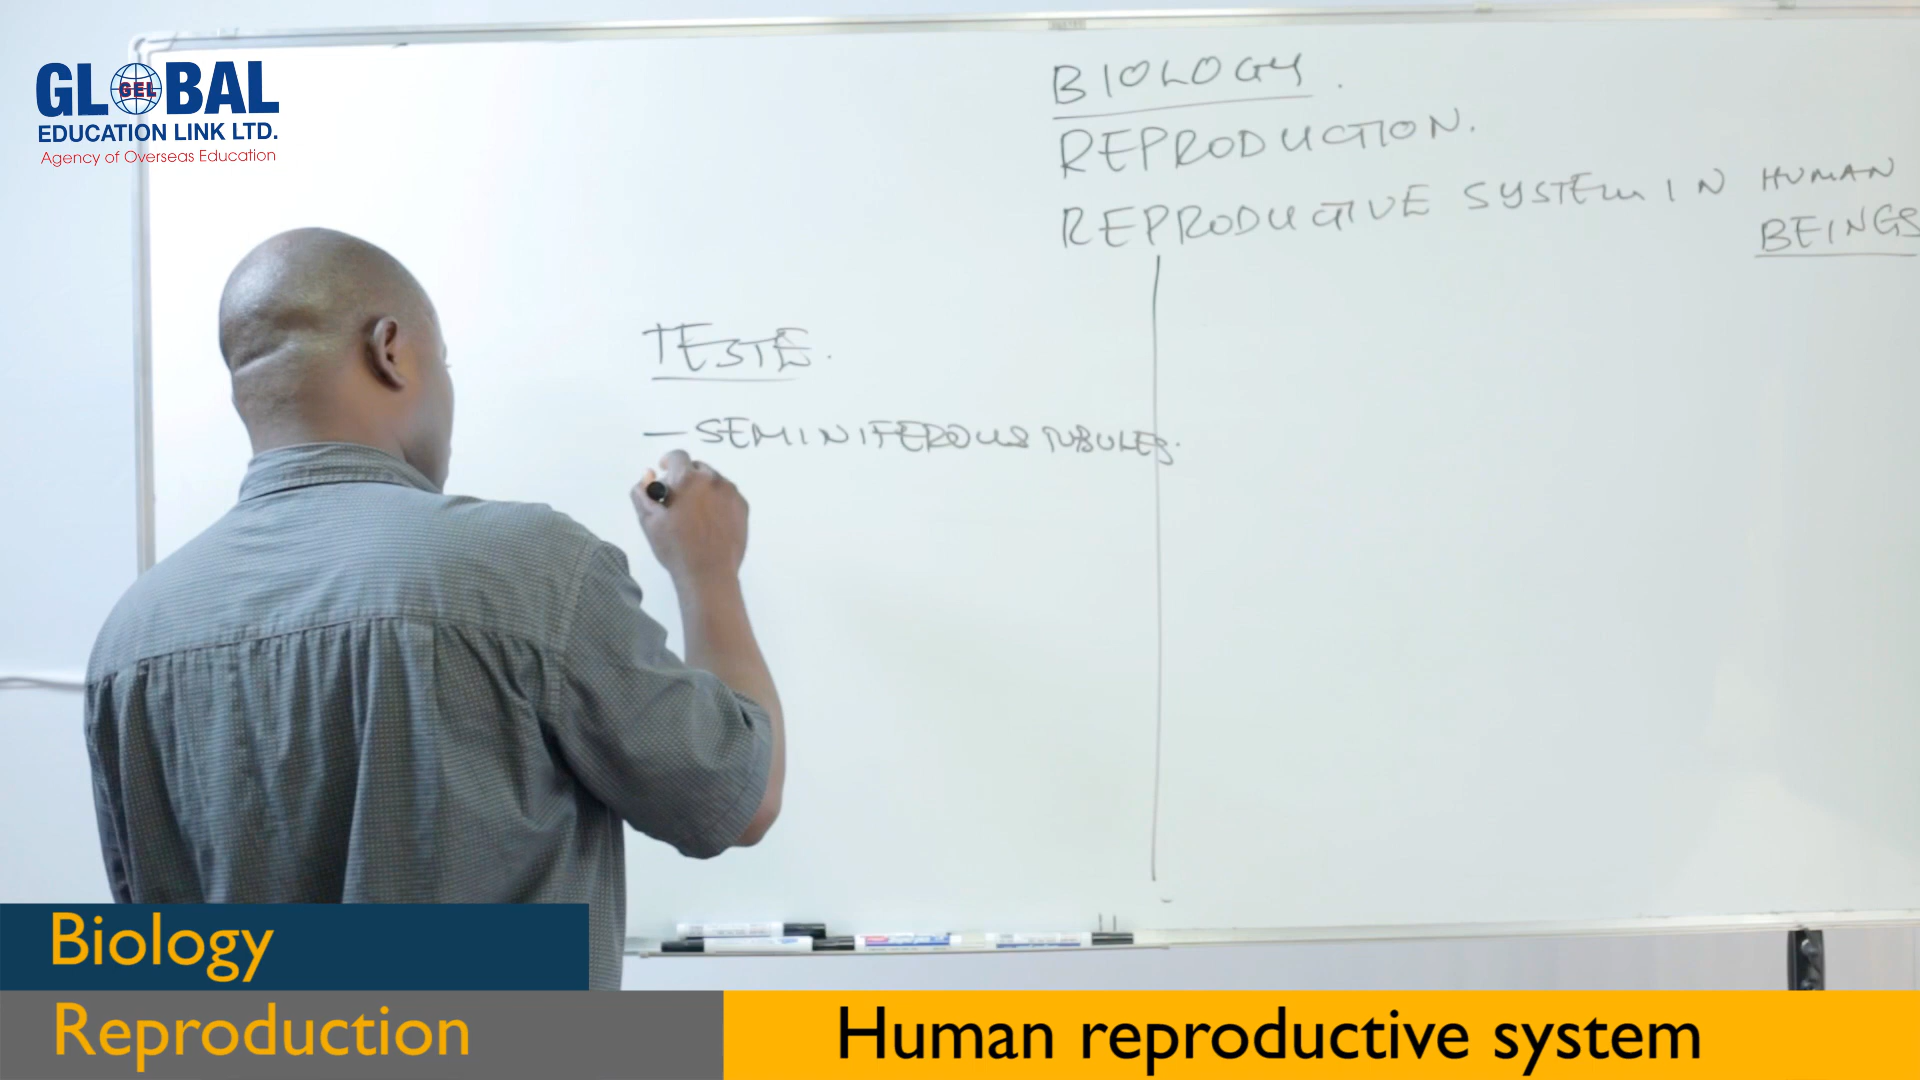 GLOBAL
GEL
EDUCATION LINK LTD.
Agency of Overseas Education
BIOLOGY.
REPRODUCTION.
REPRODUCTIVE SYSTEM IN HUMAN
BEINGS
TESTE.
- SEMINIFEROUS TUBULES.
Biology
Reproduction
Human reproductive system